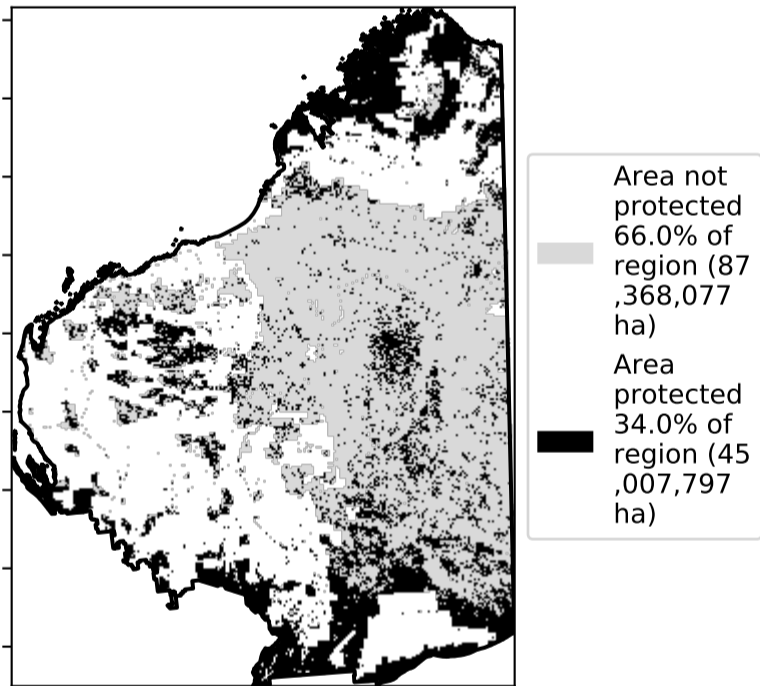 Area not
protected
66.0% of
region (87
,368,077
ha)
Area
protected
34.0% of
region (45
,007,797
ha)